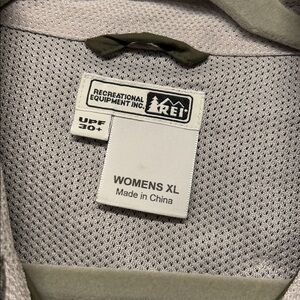 RECREATIONAL
EQUIPMENT INC.
REI
UPF
30+
WOMENS XL
Made in China